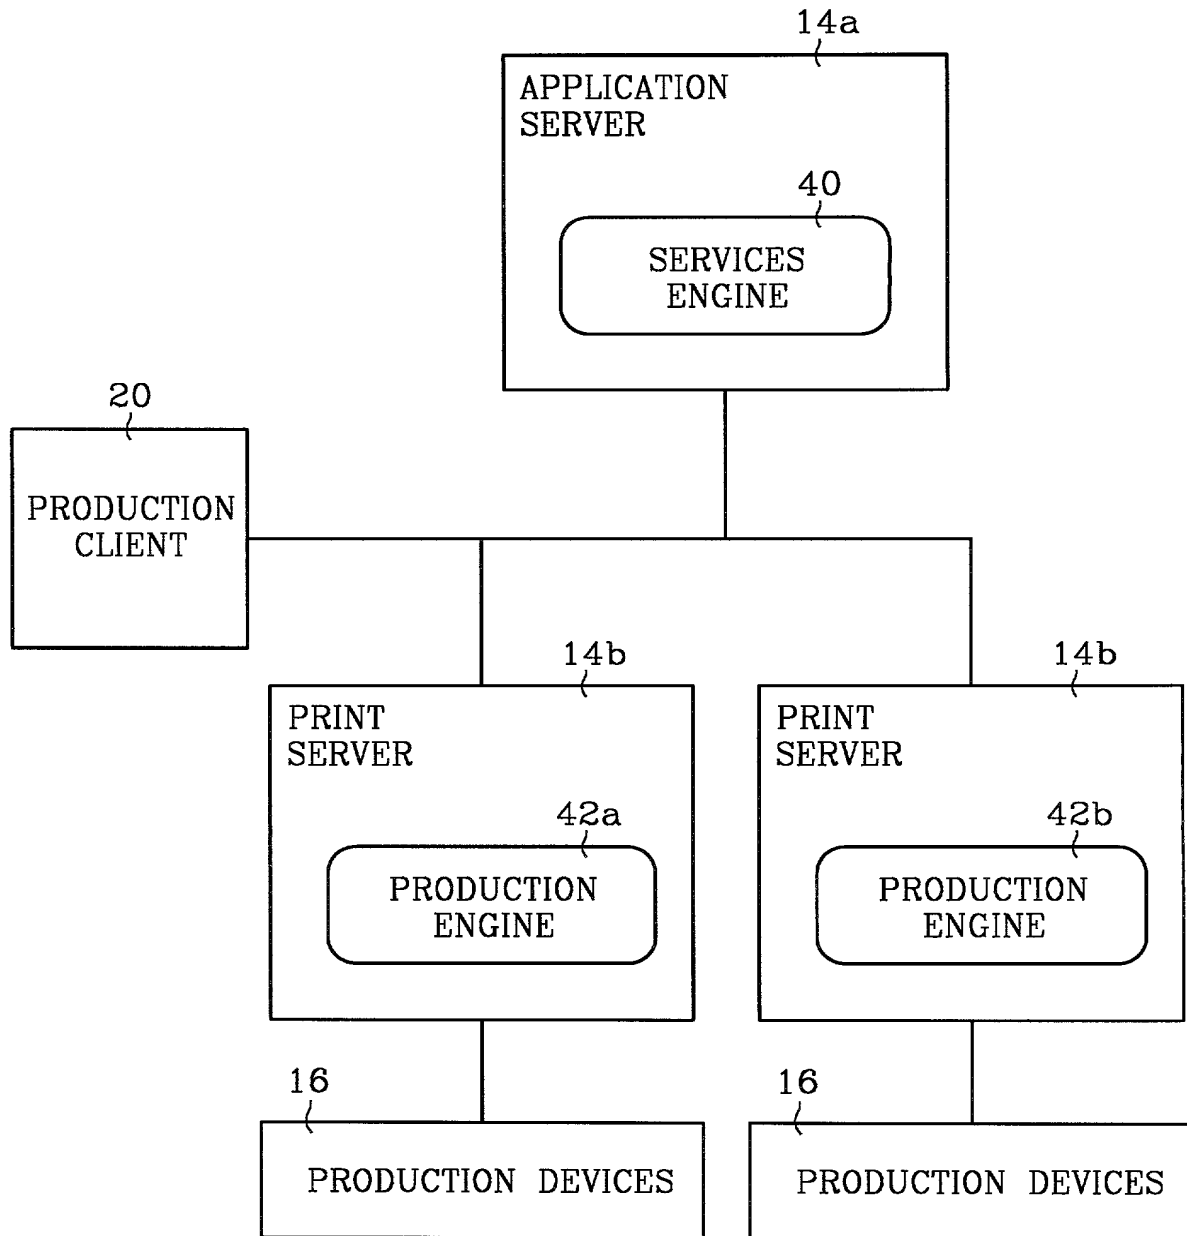 14a
APPLICATION
SERVER
40
SERVICES
ENGINE
20
PRODUCTION
CLIENT
14b
PRINT
SERVER
42a
PRODUCTION
ENGINE
14b
PRINT
SERVER
42b
PRODUCTION
ENGINE
16
PRODUCTION DEVICES
16
PRODUCTION DEVICES